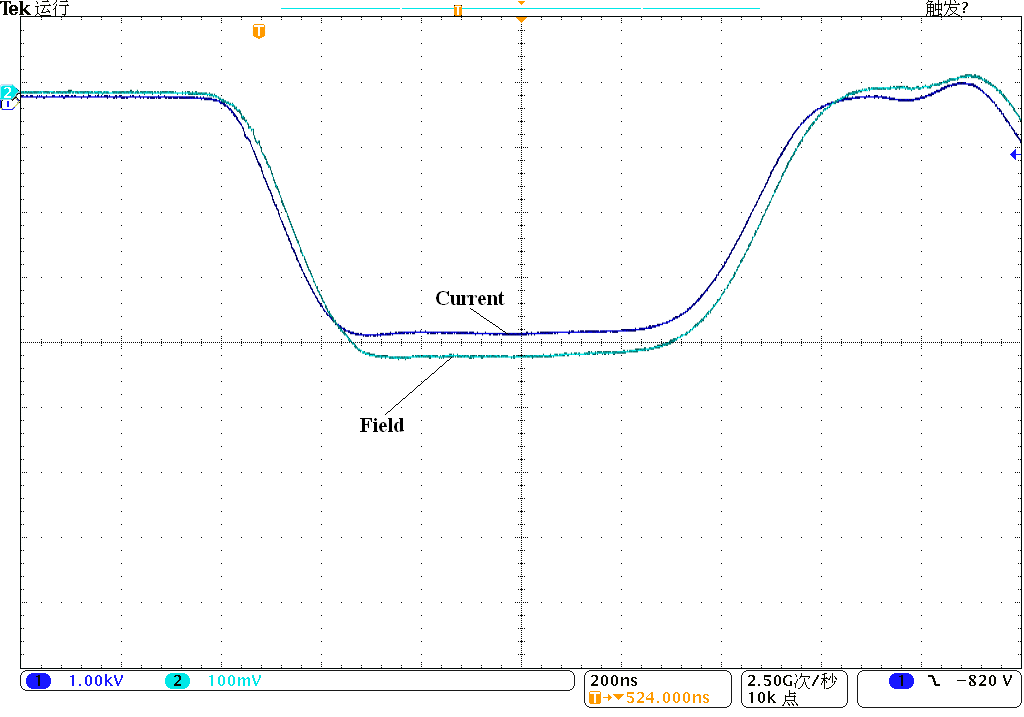 Tek 运行 T 触发?
T
2
1
Current
Field
1 1.00kV 2 100mV 200ns 2.50G次/秒 1 -820 V
T→▼524.000ns 10k 点